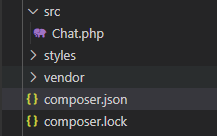 src
Chat.php
styles
vendor
composer.json
composer.lock